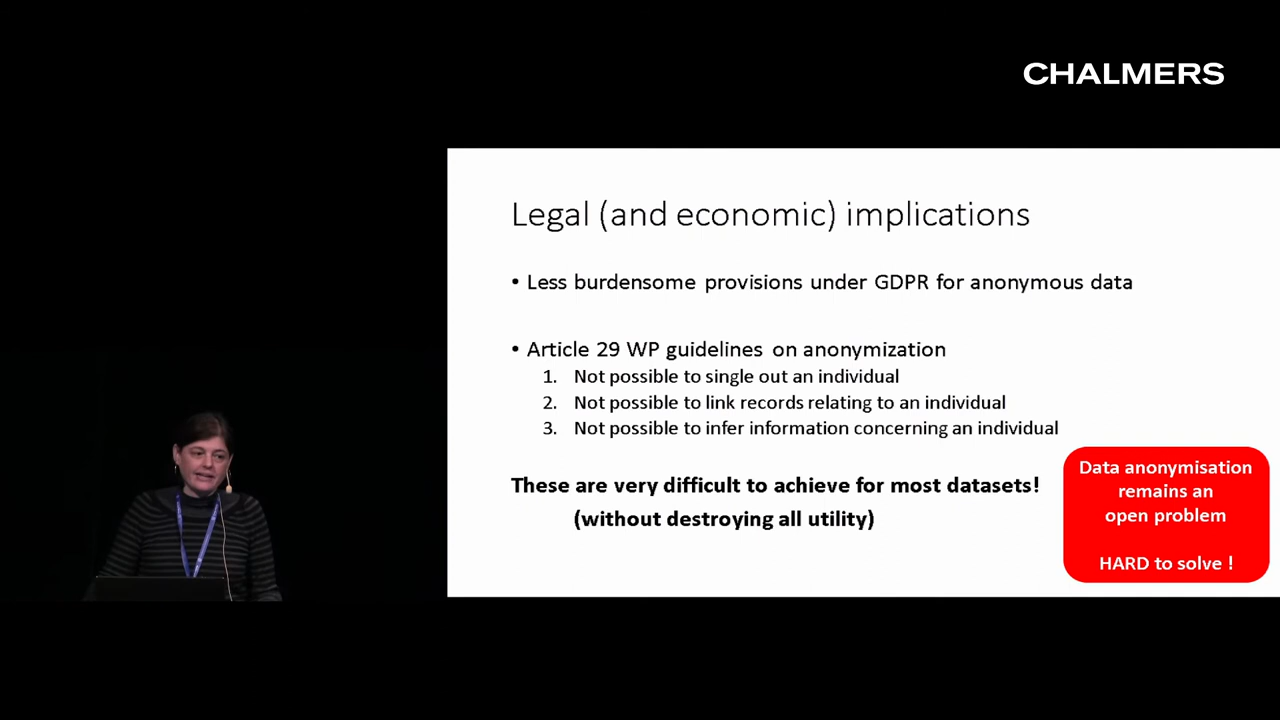 CHALMERS
Legal (and economic) implications
• Less burdensome provisions under GDPR for anonymous data
• Article 29 WP guidelines on anonymization
1. Not possible to single out an individual
2. Not possible to link records relating to an individual
3. Not possible to infer information concerning an individual
These are very difficult to achieve for most datasets!
(without destroying all utility)
Data anonymisation
remains an
open problem
HARD to solve !